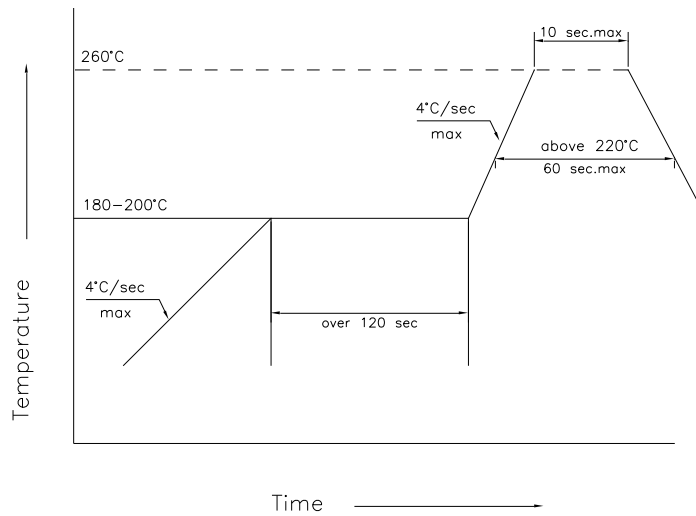 10 sec.max
260°C
4°C/sec
max
above 220°C
60 sec.max
180-200°C
4°C/sec
max
over 120 sec
Temperature
Time